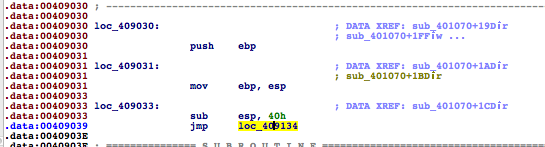 .data:00409030 ; ---------------------------------------------------------------------------
.data:00409030
.data:00409030 loc_409030: ; DATA XREF: sub_401070+19D↑r
.data:00409030 ; sub_401070+1FF↑w ...
.data:00409030 push ebp
.data:00409031
.data:00409031 loc_409031: ; DATA XREF: sub_401070+1AD↑r
.data:00409031 ; sub_401070+1BD↑r
.data:00409031 mov ebp, esp
.data:00409033
.data:00409033 loc_409033: ; DATA XREF: sub_401070+1CD↑r
.data:00409033 sub esp, 40h
.data:00409039 jmp loc_409134
.data:0040903E
.data:0040903E ; =============== S U B R O U T I N E =======================================